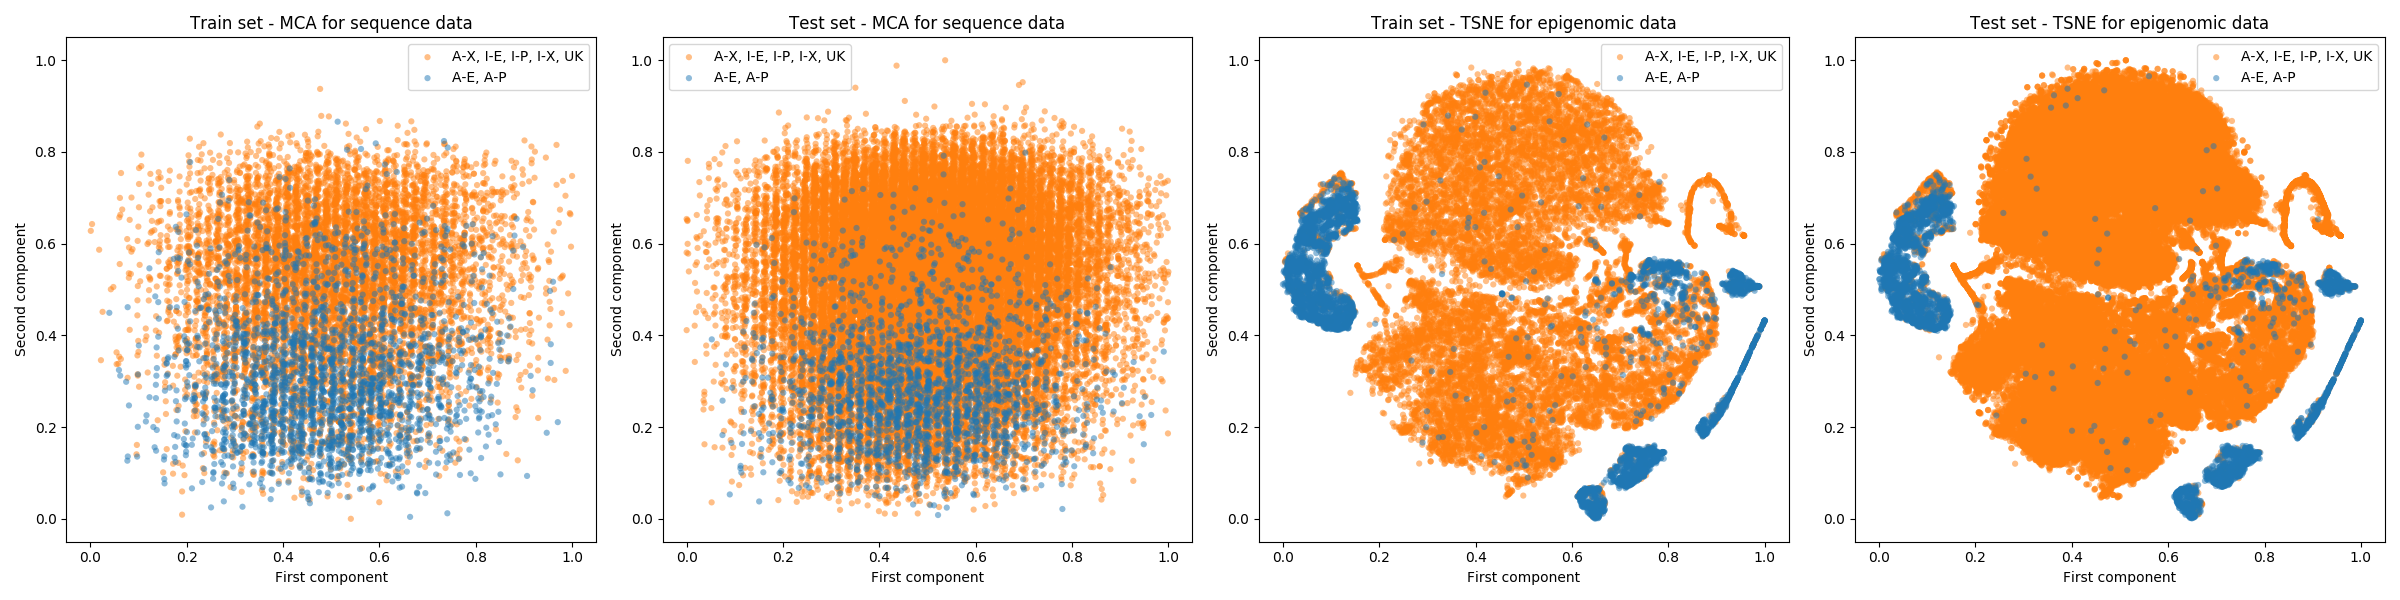 Train set - MCA for sequence data
A-X, I-E, I-P, I-X, UK
A-E, A-P
Second component
1.0
0.8
0.6
0.4
0.2
0.0
0.0 0.2 0.4 0.6 0.8 1.0
First component
Test set - MCA for sequence data
A-X, I-E, I-P, I-X, UK
A-E, A-P
Second component
1.0
0.8
0.6
0.4
0.2
0.0
0.0 0.2 0.4 0.6 0.8 1.0
First component
Train set - TSNE for epigenomic data
A-X, I-E, I-P, I-X, UK
A-E, A-P
Second component
1.0
0.8
0.6
0.4
0.2
0.0
0.0 0.2 0.4 0.6 0.8 1.0
First component
Test set - TSNE for epigenomic data
A-X, I-E, I-P, I-X, UK
A-E, A-P
Second component
1.0
0.8
0.6
0.4
0.2
0.0
0.0 0.2 0.4 0.6 0.8 1.0
First component